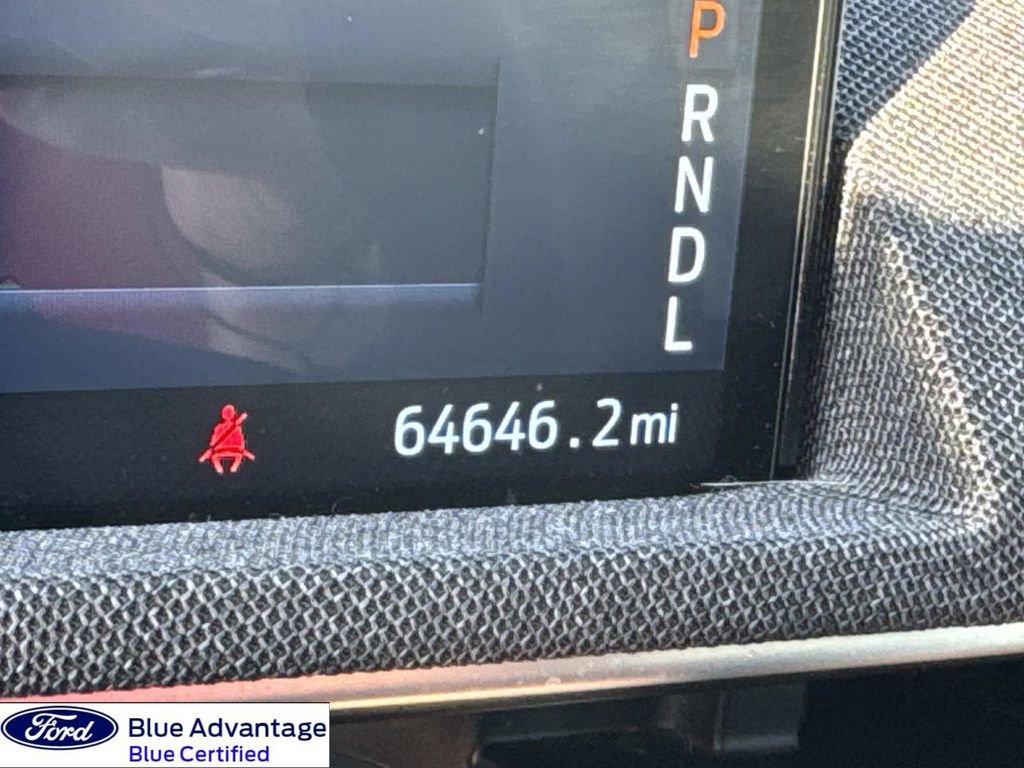 P
R
N
D
L
64646.2mi
Ford
Blue Advantage
Blue Certified